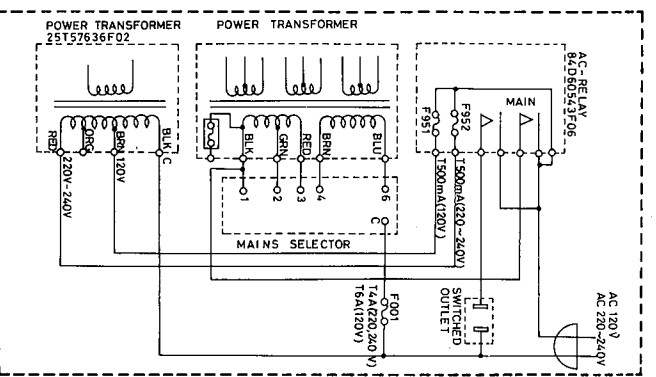 POWER TRANSFORMER
25T57636F02
POWER TRANSFORMER
AC-RELAY
84D60543F06
MAIN
F951
F952
RED
ORG
BRN
BLK
C
220V-240V
120V
BLK
GRN
RED
BRN
BLU
1
2
3
4
6
C
MAINS SELECTOR
T500mA(120V)
T500mA(220~240V)
F001
T4A(220,240V)
T6A(120V)
SWITCHED
OUTLET
AC 120V
AC 220~240V